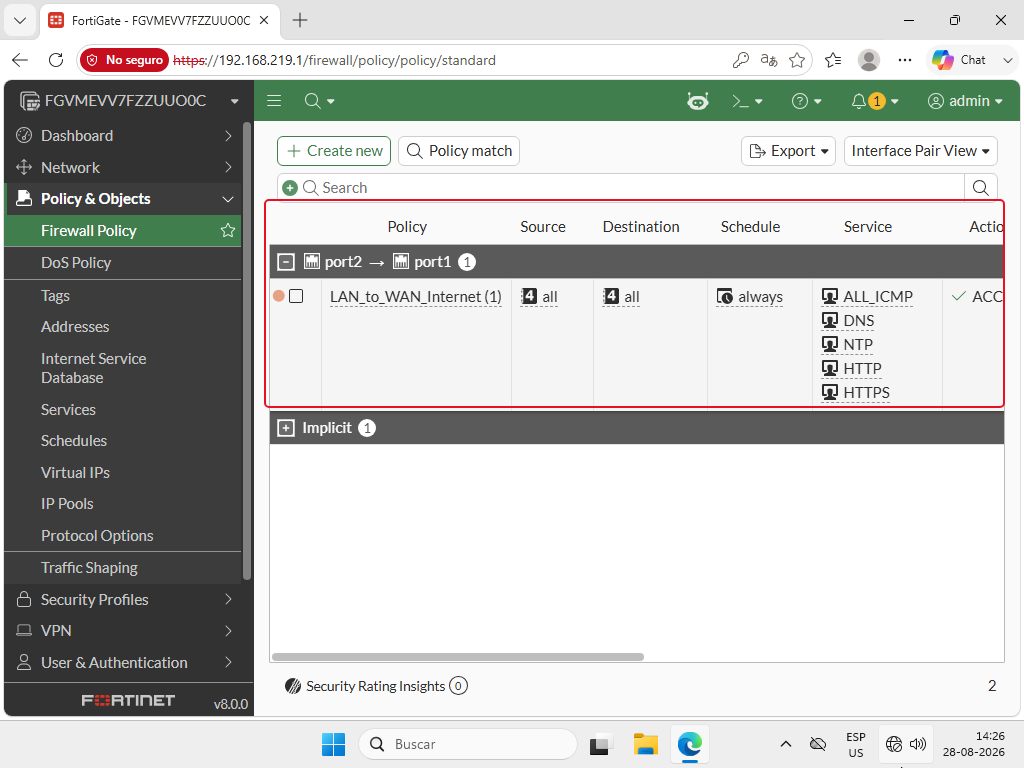 FortiGate - FGVMEVV7FZZUUO0C
No seguro https://192.168.219.1/firewall/policy/policy/standard
Chat
FGVMEVV7FZZUUO0C
1
admin
Dashboard
Network
Policy & Objects
Firewall Policy
DoS Policy
Tags
Addresses
Internet Service
Database
Services
Schedules
Virtual IPs
IP Pools
Protocol Options
Traffic Shaping
Security Profiles
VPN
User & Authentication
FORTINET v8.0.0
Create new Policy match Export Interface Pair View
Search
Policy Source Destination Schedule Service Actio
port2 → port1 1
LAN_to_WAN_Internet (1) 4 all 4 all always ALL_ICMP ACC
DNS
NTP
HTTP
HTTPS
Implicit 1
Security Rating Insights 0 2
Buscar
ESP
US
14:26
28-08-2026